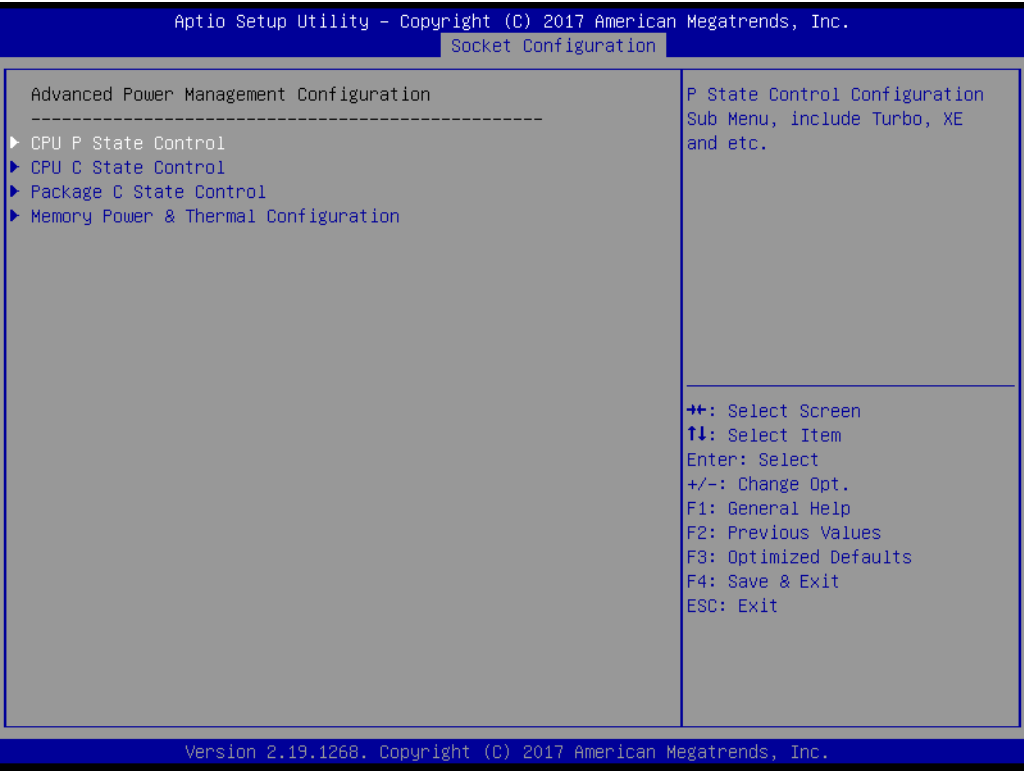 Aptio Setup Utility – Copyright (C) 2017 American Megatrends, Inc.
Socket Configuration
Advanced Power Management Configuration
--------------------------------------------------
CPU P State Control
CPU C State Control
Package C State Control
Memory Power & Thermal Configuration
P State Control Configuration
Sub Menu, include Turbo, XE
and etc.
→←: Select Screen
↑↓: Select Item
Enter: Select
+/-: Change Opt.
F1: General Help
F2: Previous Values
F3: Optimized Defaults
F4: Save & Exit
ESC: Exit
Version 2.19.1268. Copyright (C) 2017 American Megatrends, Inc.